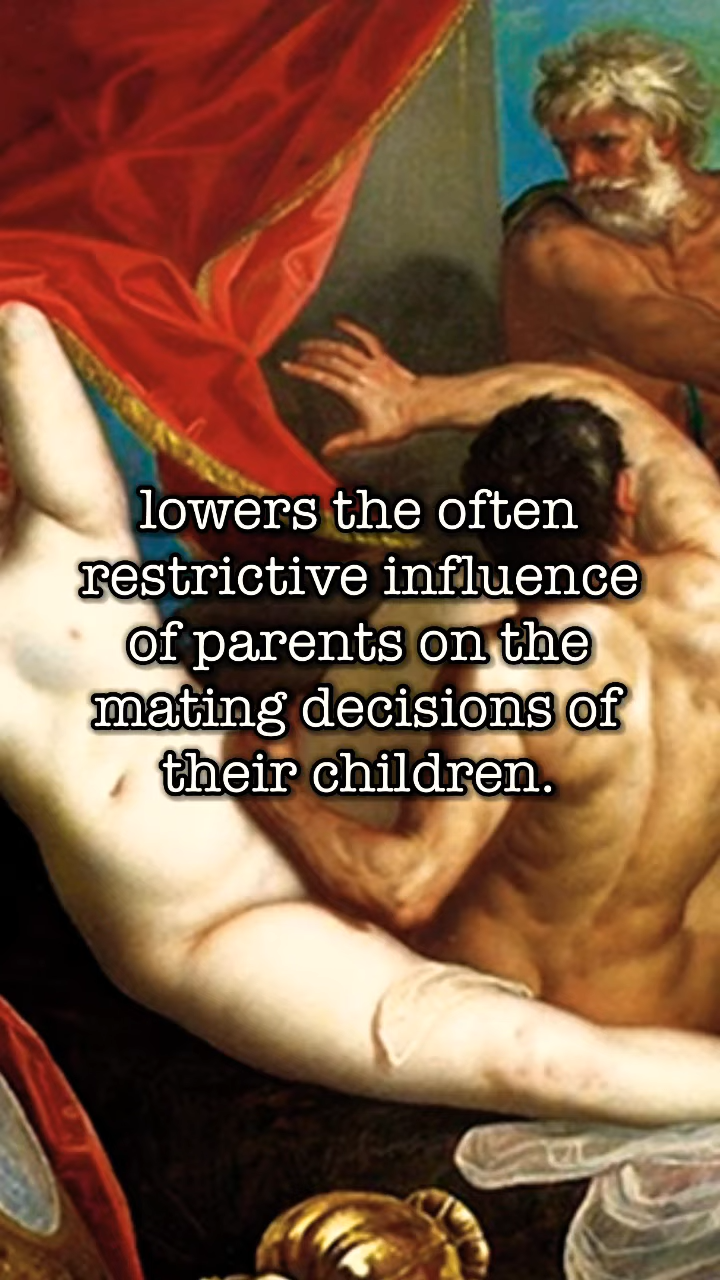 lowers the often
restrictive influence
of parents on the
mating decisions of
their children.